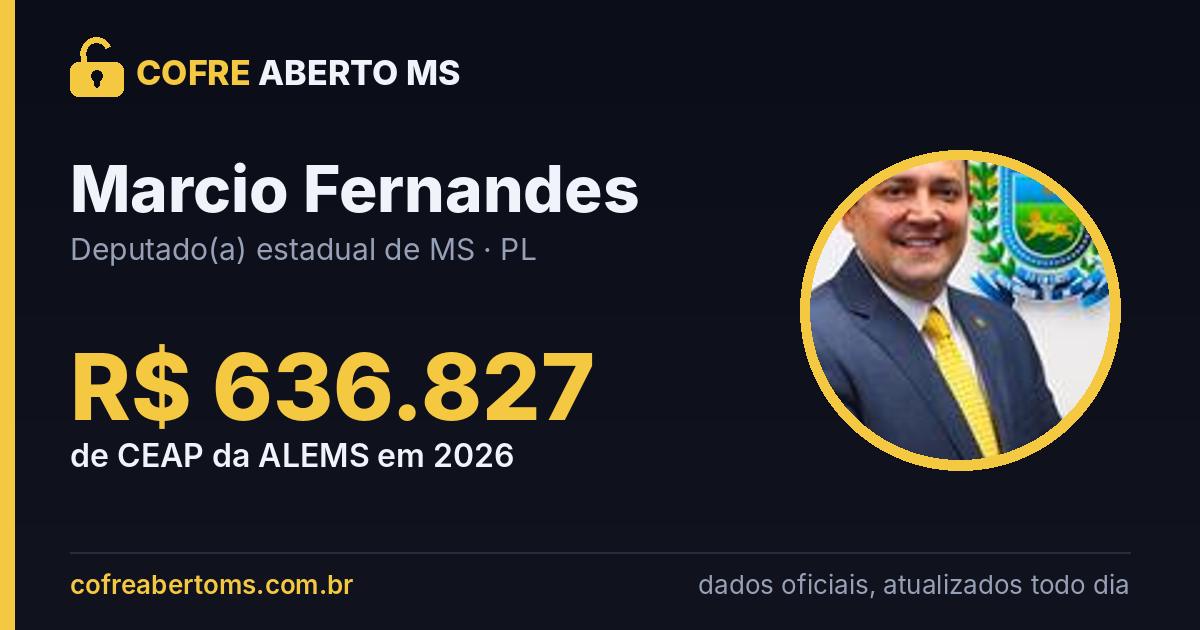 COFRE ABERTO MS
Marcio Fernandes
Deputado(a) estadual de MS · PL
R$ 636.827
de CEAP da ALEMS em 2026
cofreabertoms.com.br
dados oficiais, atualizados todo dia